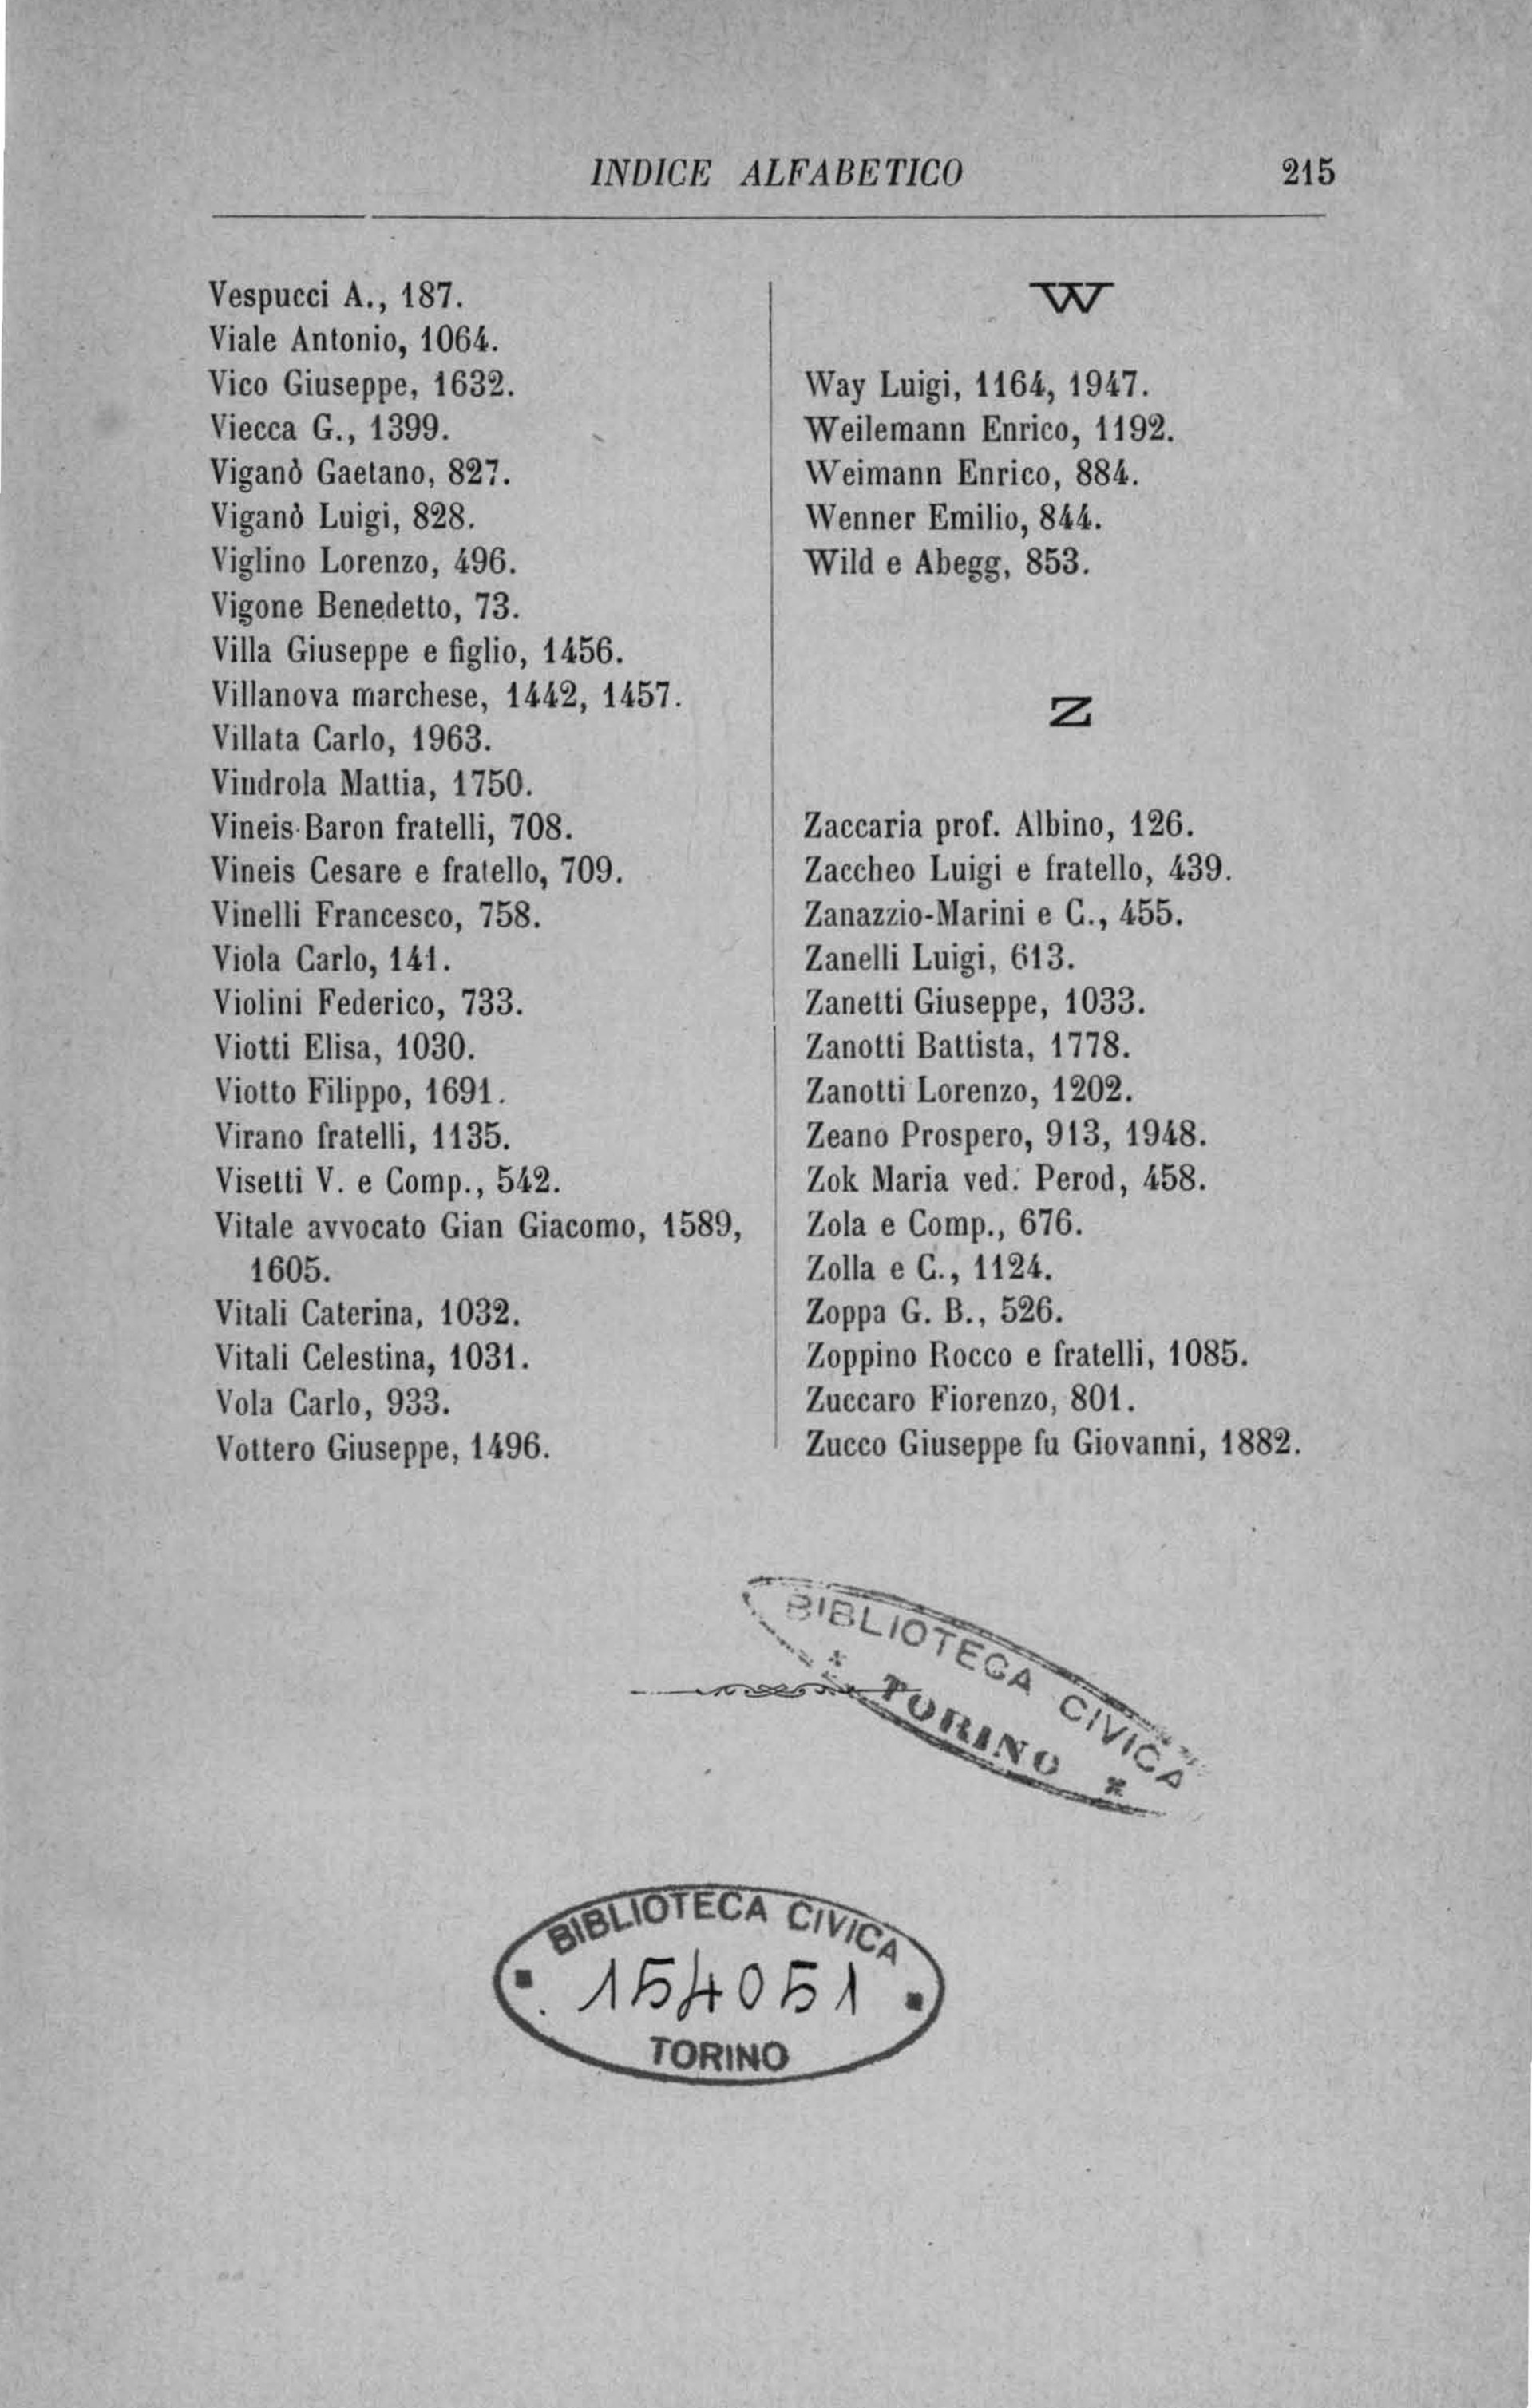 INDICE ALFABETICO 215
Vespucci A., 187.
Viale Antonio, 1064.
Vico Giuseppe, 1632.
Viecca G., 1399.
Viganò Gaetano, 827.
Viganò Luigi, 828.
Viglino Lorenzo, 496.
Vigone Benedetto, 73.
Villa Giuseppe e figlio, 1456.
Villanova marchese, 1442, 1457.
Villata Carlo, 1963.
Vindrola Mattia, 1750.
Vineis-Baron fratelli, 708.
Vineis Cesare e fratello, 709.
Vinelli Francesco, 758.
Viola Carlo, 141.
Violini Federico, 733.
Viotti Elisa, 1030.
Viotto Filippo, 1691.
Virano fratelli, 1135.
Visetti V. e Comp., 542.
Vitale avvocato Gian Giacomo, 1589,
1605.
Vitali Caterina, 1032.
Vitali Celestina, 1031.
Vola Carlo, 933.
Vottero Giuseppe, 1496.
W
Way Luigi, 1164, 1947.
Weilemann Enrico, 1192.
Weimann Enrico, 884.
Wenner Emilio, 844.
Wild e Abegg, 853.
Z
Zaccaria prof. Albino, 126.
Zaccheo Luigi e fratello, 439.
Zanazzio-Marini e C., 455.
Zanelli Luigi, 613.
Zanetti Giuseppe, 1033.
Zanotti Battista, 1778.
Zanotti Lorenzo, 1202.
Zeano Prospero, 913, 1948.
Zok Maria ved. Perod, 458.
Zola e Comp., 676.
Zolla e C., 1124.
Zoppa G. B., 526.
Zoppino Rocco e fratelli, 1085.
Zuccaro Fiorenzo, 801.
Zucco Giuseppe fu Giovanni, 1882.
BIBLIOTECA CIVICA
* TORINO *
BIBLIOTECA CIVICA
154051
TORINO